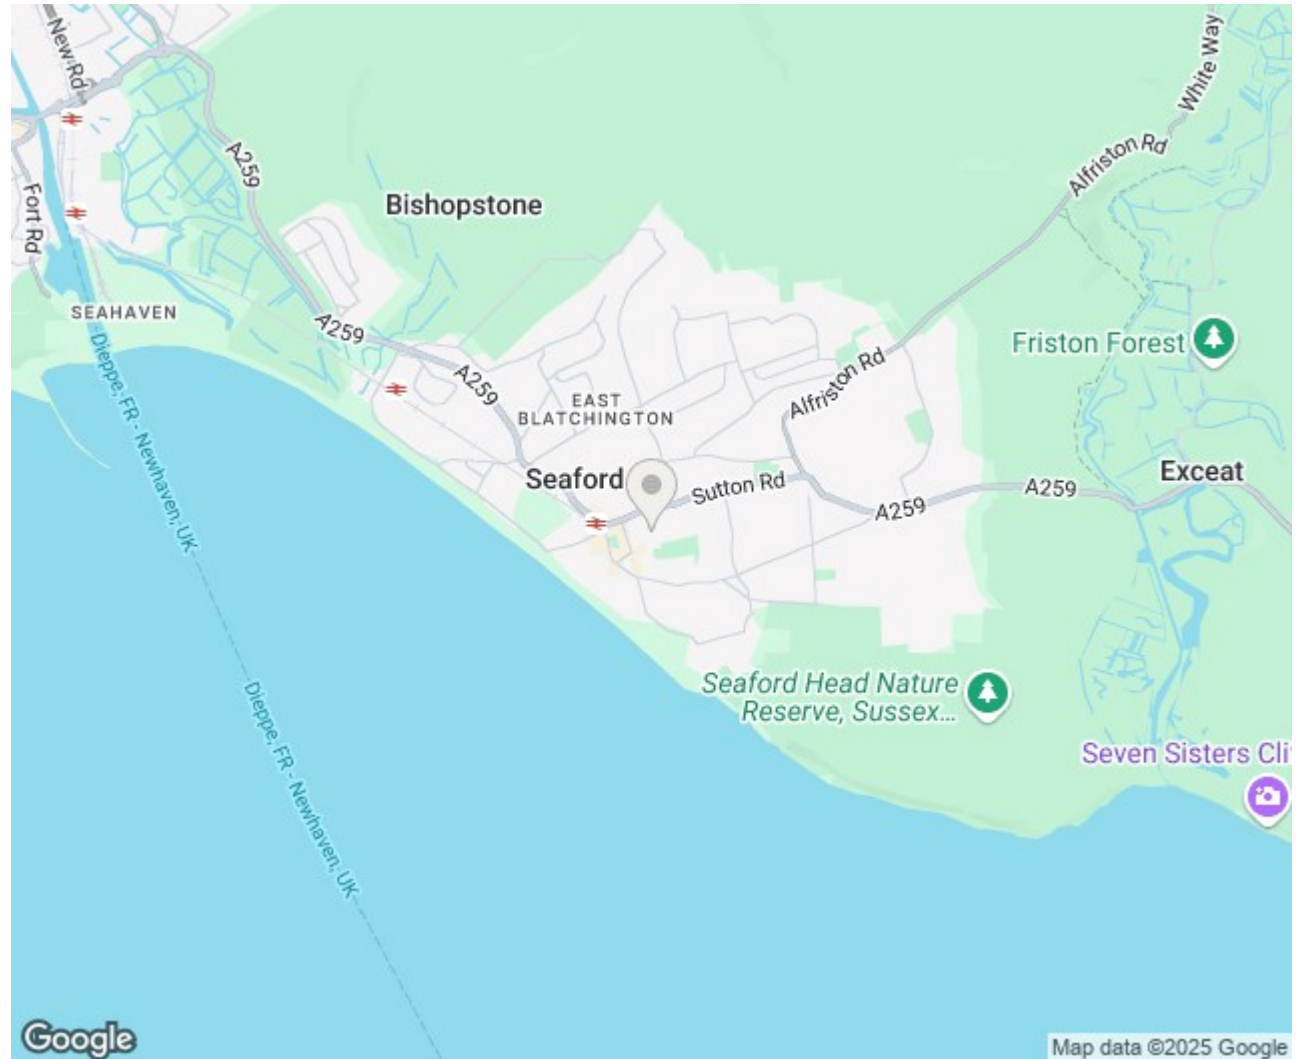 New Rd
White Way
A259
Alfriston Rd
Bishopstone
Fort Rd
SEAHAVEN
A259
Friston Forest
Dieppe, FR - Newhaven, UK
A259
Alfriston Rd
EAST
BLATCHINGTON
Seaford
Sutton Rd
A259
A259
Exceat
Seaford Head Nature
Reserve, Sussex...
Dieppe, FR - Newhaven, UK
Seven Sisters Cli
Google
Map data ©2025 Google